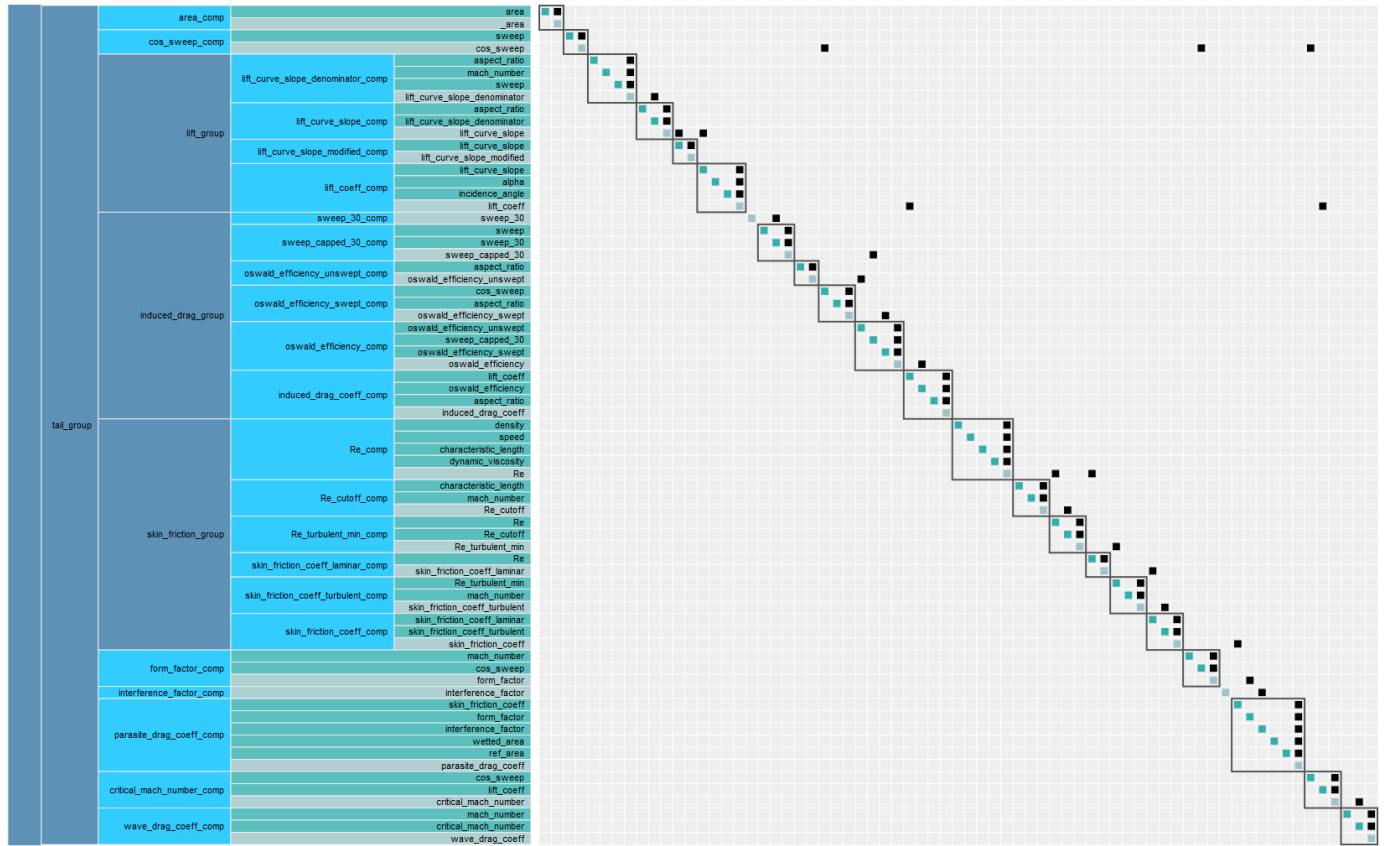 tail_group
area_comp
area
_area
cos_sweep_comp
sweep
cos_sweep
lift_group
lift_curve_slope_denominator_comp
aspect_ratio
mach_number
sweep
lift_curve_slope_denominator
lift_curve_slope_comp
aspect_ratio
lift_curve_slope_denominator
lift_curve_slope
lift_curve_slope_modified_comp
lift_curve_slope
lift_curve_slope_modified
lift_coeff_comp
lift_curve_slope
alpha
incidence_angle
lift_coeff
induced_drag_group
sweep_30_comp
sweep_30
sweep_capped_30_comp
sweep
sweep_30
sweep_capped_30
oswald_efficiency_unswept_comp
aspect_ratio
oswald_efficiency_unswept
oswald_efficiency_swept_comp
cos_sweep
aspect_ratio
oswald_efficiency_swept
oswald_efficiency_comp
oswald_efficiency_unswept
sweep_capped_30
oswald_efficiency_swept
oswald_efficiency
induced_drag_coeff_comp
lift_coeff
oswald_efficiency
aspect_ratio
induced_drag_coeff
skin_friction_group
Re_comp
density
speed
characteristic_length
dynamic_viscosity
Re
Re_cutoff_comp
characteristic_length
mach_number
Re_cutoff
Re_turbulent_min_comp
Re
Re_cutoff
Re_turbulent_min
skin_friction_coeff_laminar_comp
Re
skin_friction_coeff_laminar
skin_friction_coeff_turbulent_comp
Re_turbulent_min
mach_number
skin_friction_coeff_turbulent
skin_friction_coeff_comp
skin_friction_coeff_laminar
skin_friction_coeff_turbulent
skin_friction_coeff
form_factor_comp
mach_number
cos_sweep
form_factor
interference_factor_comp
interference_factor
parasite_drag_coeff_comp
skin_friction_coeff
form_factor
interference_factor
wetted_area
ref_area
parasite_drag_coeff
critical_mach_number_comp
cos_sweep
lift_coeff
critical_mach_number
wave_drag_coeff_comp
mach_number
critical_mach_number
wave_drag_coeff